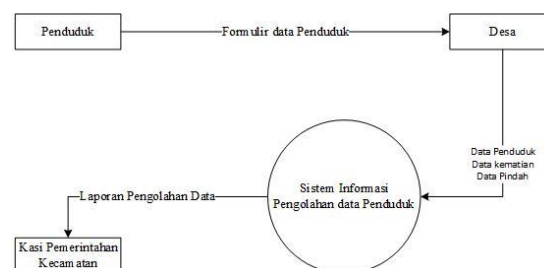 Penduduk
Formulir data Penduduk
Desa
Data Penduduk
Data kematian
Data Pindah
Sistem Informasi
Pengolahan data Penduduk
Laporan Pengolahan Data
Kasi Pemerintahan
Kecamatan